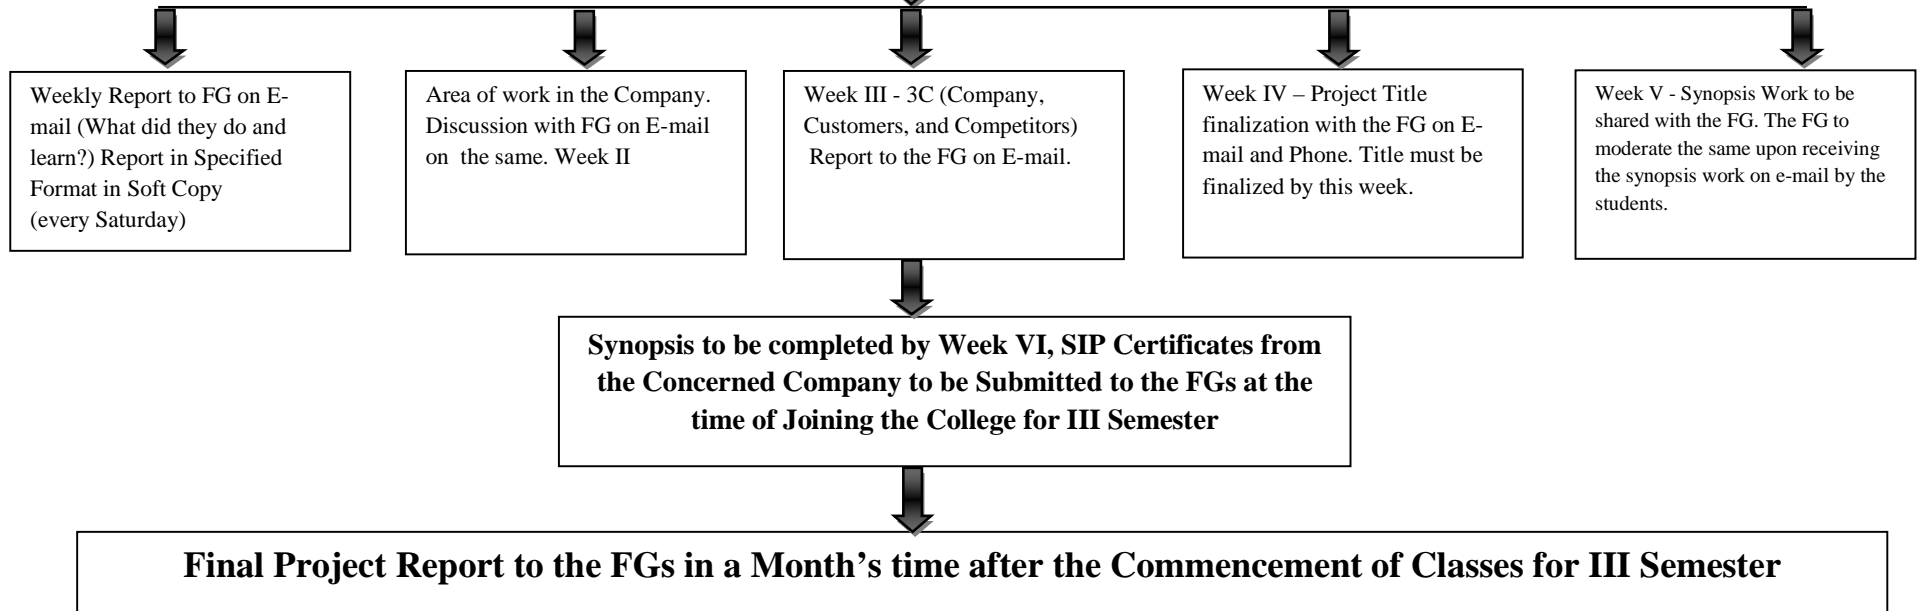 Weekly Report to FG on E-
mail (What did they do and
learn?) Report in Specified
Format in Soft Copy
(every Saturday)
Area of work in the Company.
Discussion with FG on E-mail
on the same. Week II
Week III - 3C (Company,
Customers, and Competitors)
Report to the FG on E-mail.
Week IV – Project Title
finalization with the FG on E-
mail and Phone. Title must be
finalized by this week.
Week V - Synopsis Work to be
shared with the FG. The FG to
moderate the same upon receiving
the synopsis work on e-mail by the
students.
Synopsis to be completed by Week VI, SIP Certificates from
the Concerned Company to be Submitted to the FGs at the
time of Joining the College for III Semester
Final Project Report to the FGs in a Month’s time after the Commencement of Classes for III Semester